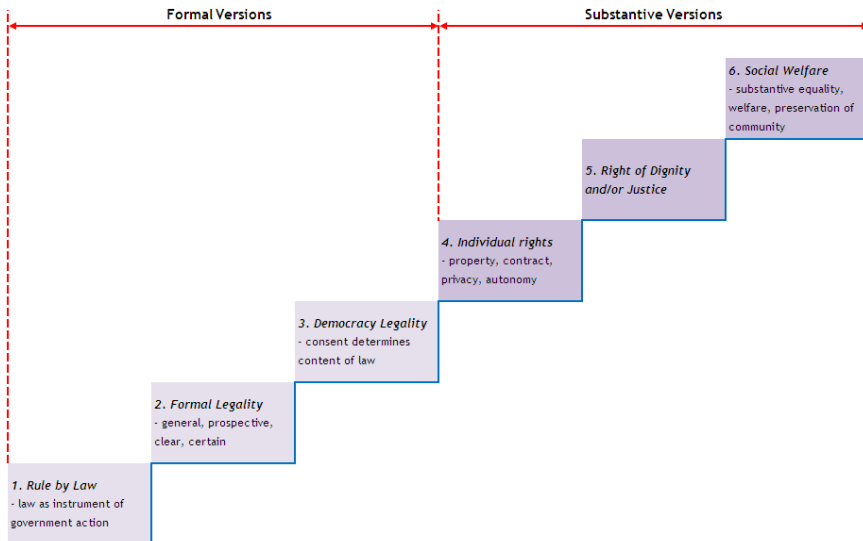 Formal Versions
Substantive Versions
6. Social Welfare
- substantive equality,
welfare, preservation of
community
5. Right of Dignity
and/or Justice
4. Individual rights
- property, contract,
privacy, autonomy
3. Democracy Legality
- consent determines
content of law
2. Formal Legality
- general, prospective,
clear, certain
1. Rule by Law
- law as instrument of
government action